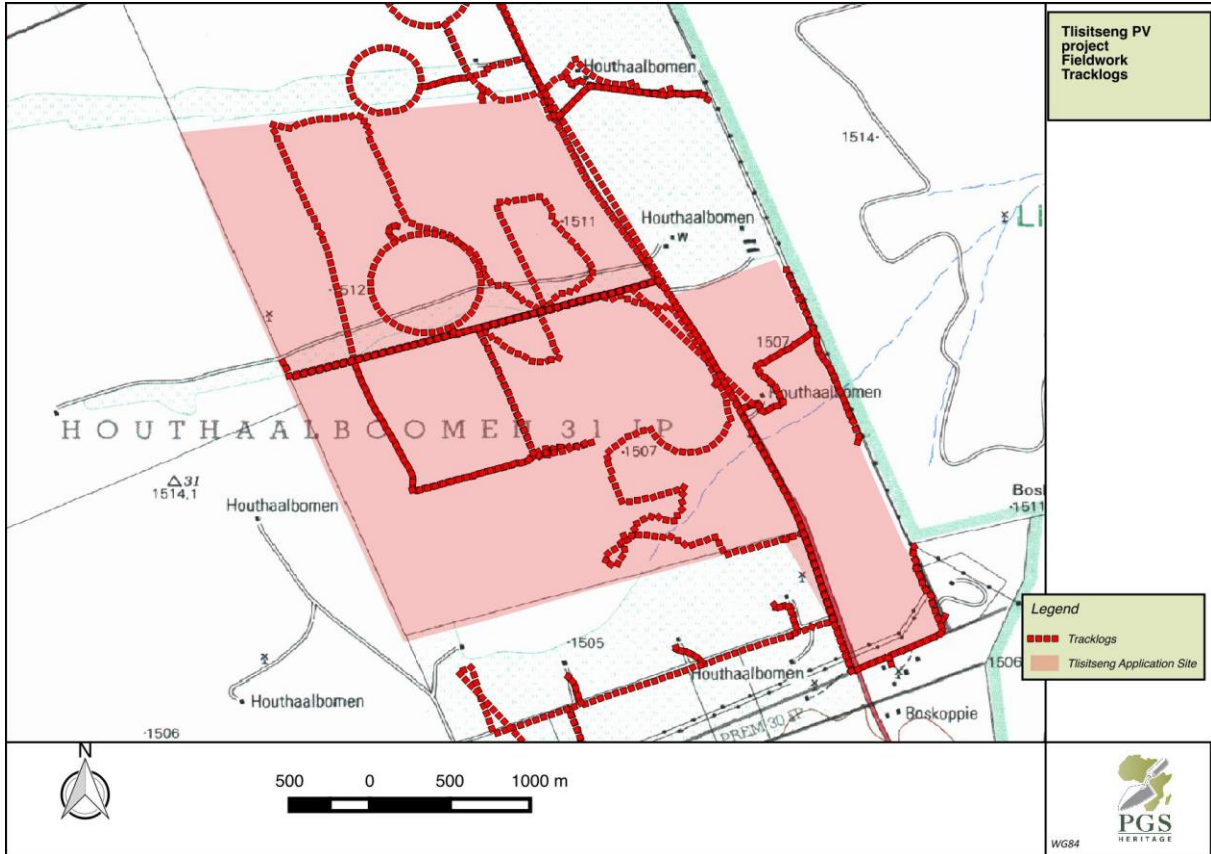 Tlisitseng PV
project
Fieldwork
Tracklogs
Houthaalbomen
1514
Li
1511
Houthaalbomen
W
1512
1507
Houthaalbomen
HOUTHAALBOOMEN 31 IP
1507
31
1514,1
Houthaalbomen
1511
Legend
Tracklogs
Tlisitseng Application Site
1505
1506
Houthaalbomen
Houthaalbomen
Boskoppie
PREM 30 IP
1506
N
500 0 500 1000 m
PGS
HERITAGE
WG84